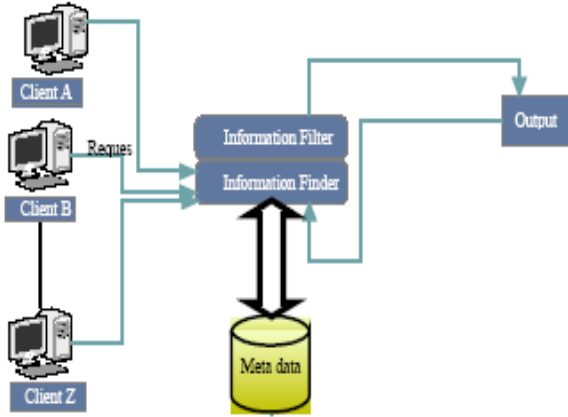 Client A
Reques
Client B
Client Z
Information Filter
Information Finder
Output
Meta data